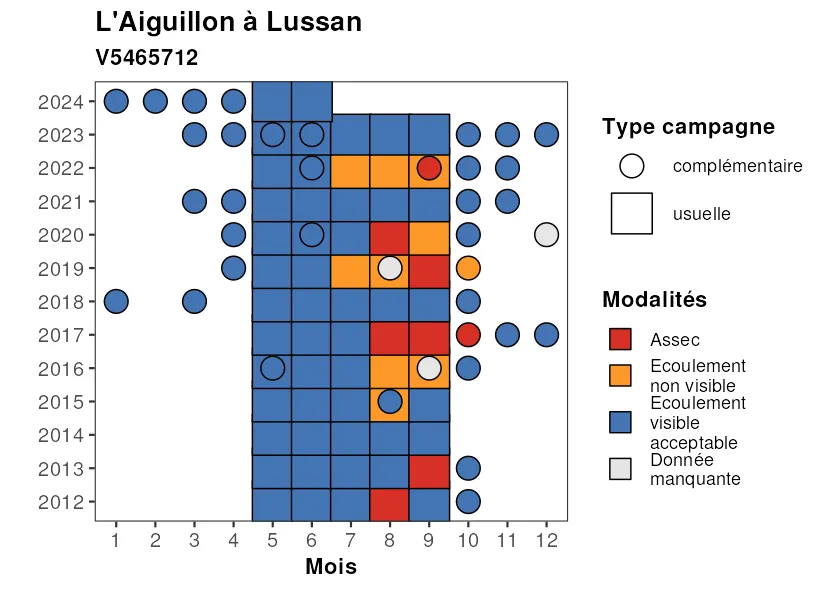 L'Aiguillon à Lussan
V5465712
2024
2023
2022
2021
2020
2019
2018
2017
2016
2015
2014
2013
2012
1 2 3 4 5 6 7 8 9 10 11 12
Mois
Type campagne
complémentaire
usuelle
Modalités
Assec
Ecoulement
non visible
Ecoulement
visible
acceptable
Donnée
manquante